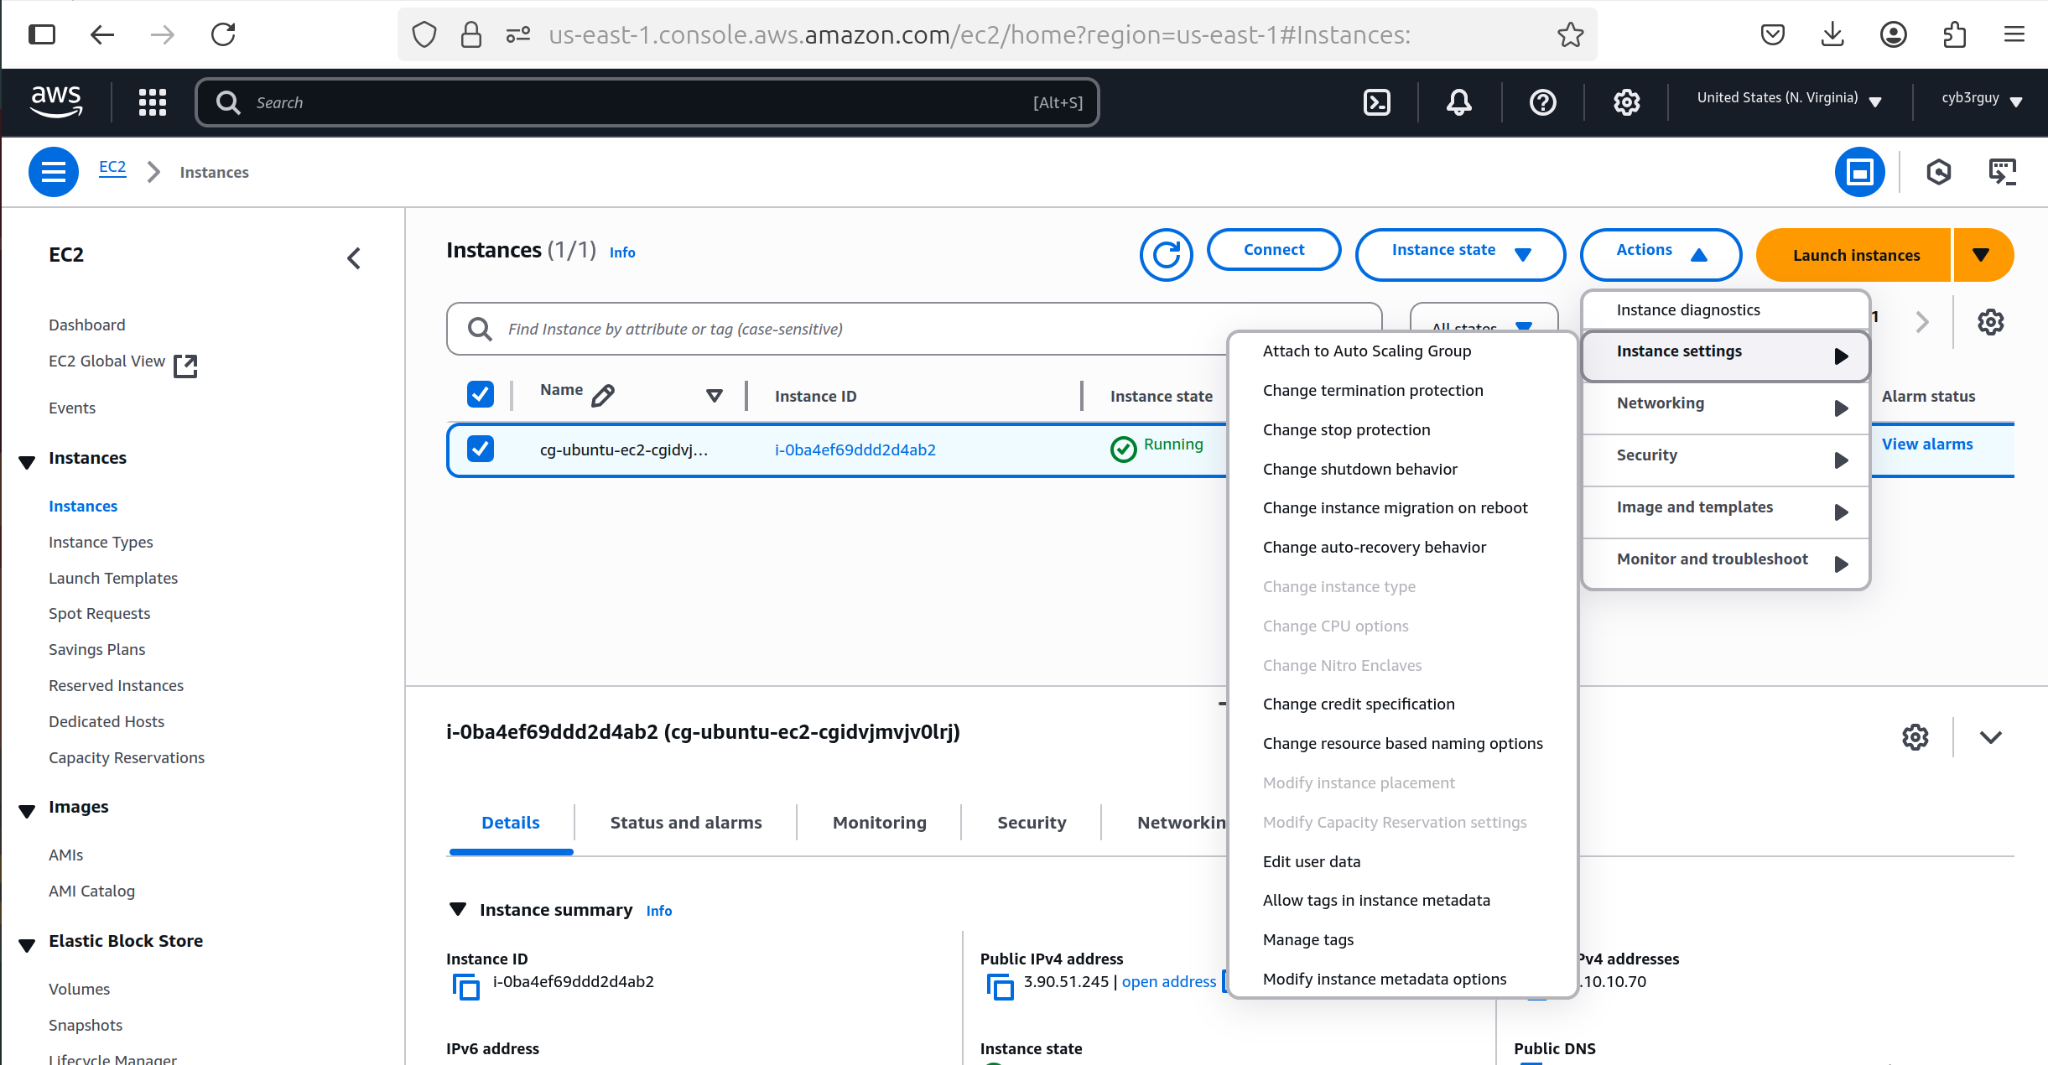 us-east-1.console.aws.amazon.com/ec2/home?region=us-east-1#Instances:
aws
Search
[Alt+S]
United States (N. Virginia)
cyb3rguy
EC2
Instances
EC2
Dashboard
EC2 Global View
Events
Instances
Instances
Instance Types
Launch Templates
Spot Requests
Savings Plans
Reserved Instances
Dedicated Hosts
Capacity Reservations
Images
AMIs
AMI Catalog
Elastic Block Store
Volumes
Snapshots
Lifecycle Manager
Instances (1/1) Info
Connect
Instance state
Actions
Launch instances
Find Instance by attribute or tag (case-sensitive)
All states
1
Name
Instance ID
Instance state
Alarm status
cg-ubuntu-ec2-cgidvj...
i-0ba4ef69ddd2d4ab2
Running
View alarms
Instance diagnostics
Instance settings
Networking
Security
Image and templates
Monitor and troubleshoot
Attach to Auto Scaling Group
Change termination protection
Change stop protection
Change shutdown behavior
Change instance migration on reboot
Change auto-recovery behavior
Change instance type
Change CPU options
Change Nitro Enclaves
Change credit specification
Change resource based naming options
Modify instance placement
Modify Capacity Reservation settings
Edit user data
Allow tags in instance metadata
Manage tags
Modify instance metadata options
i-0ba4ef69ddd2d4ab2 (cg-ubuntu-ec2-cgidvjmvjv0lrj)
Details
Status and alarms
Monitoring
Security
Networkin
Instance summary Info
Instance ID
i-0ba4ef69ddd2d4ab2
Public IPv4 address
3.90.51.245 | open address
Pv4 addresses
.10.10.70
IPv6 address
Instance state
Public DNS